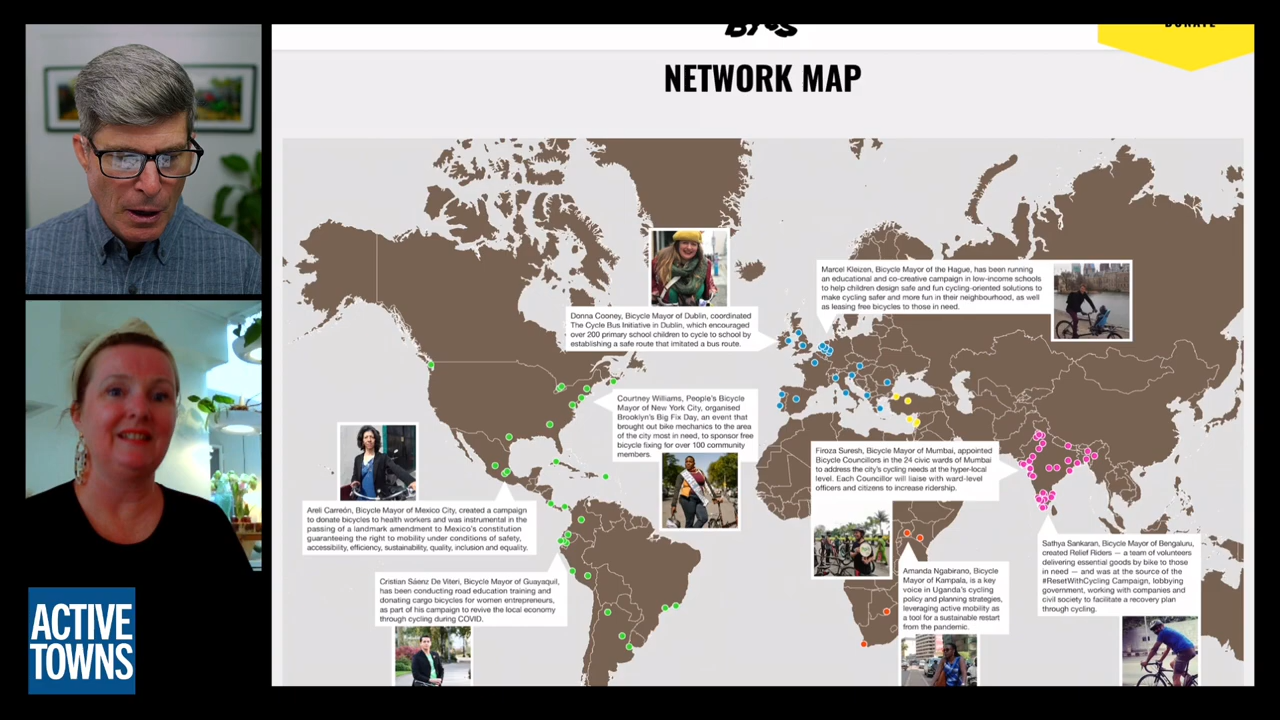 BYCS
DONATE
NETWORK MAP
Marcel Kleizen, Bicycle Mayor of the Hague, has been running
an educational and co-creative campaign in low-income schools
to help children design safe and fun cycling-oriented solutions to
make cycling safer and more fun in their neighbourhood, as well
as leasing free bicycles to those in need.
Donna Cooney, Bicycle Mayor of Dublin, coordinated
The Cycle Bus Initiative in Dublin, which encouraged
over 200 primary school children to cycle to school by
establishing a safe route that imitated a bus route.
Courtney Williams, People's Bicycle
Mayor of New York City, organised
Brooklyn's Big Fix Day, an event that
brought out bike mechanics to the area
of the city most in need, to sponsor free
bicycle fixing for over 100 community
members.
Firoza Suresh, Bicycle Mayor of Mumbai, appointed
Bicycle Councillors in the 24 civic wards of Mumbai
to address the city's cycling needs at the hyper-local
level. Each Councillor will liaise with ward-level
officers and citizens to increase ridership.
Areli Carreón, Bicycle Mayor of Mexico City, created a campaign
to donate bicycles to health workers and was instrumental in the
passing of a landmark amendment to Mexico's constitution
guaranteeing the right to mobility under conditions of safety,
accessibility, efficiency, sustainability, quality, inclusion and equality.
Sathya Sankaran, Bicycle Mayor of Bengaluru,
created Relief Riders — a team of volunteers
delivering essential goods by bike to those
in need — and was at the source of the
#ResetWithCycling Campaign, lobbying
government, working with companies and
civil society to facilitate a recovery plan
through cycling.
Amanda Ngabirano, Bicycle
Mayor of Kampala, is a key
voice in Uganda's cycling
policy and planning strategies,
leveraging active mobility as
a tool for a sustainable restart
from the pandemic.
Cristian Sáenz De Viteri, Bicycle Mayor of Guayaquil,
has been conducting road education training and
donating cargo bicycles for women entrepreneurs,
as part of his campaign to revive the local economy
through cycling during COVID.
ACTIVE
TOWNS